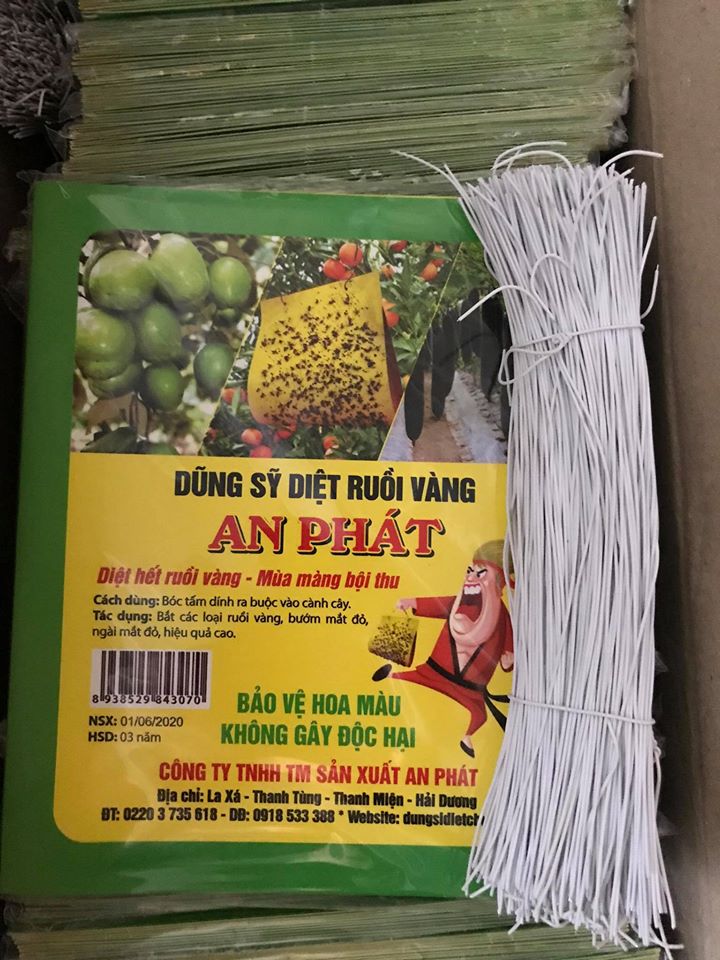 DŨNG SỸ DIỆT RUỒI VÀNG
AN PHÁT
Diệt hết ruồi vàng - Mùa màng bội thu
Cách dùng: Bóc tấm dính ra buộc vào cành cây.
Tác dụng: Bắt các loại ruồi vàng, bướm mắt đỏ,
ngài mắt đỏ, hiệu quả cao.
8 938529 843070
NSX: 01/06/2020
HSD: 03 năm
BẢO VỆ HOA MÀU
KHÔNG GÂY ĐỘC HẠI
CÔNG TY TNHH TM SẢN XUẤT AN PHÁT
Địa chỉ: La Xá - Thanh Tùng - Thanh Miện - Hải Dương
ĐT: 0220 3 735 618 - DĐ: 0918 533 388 * Website: